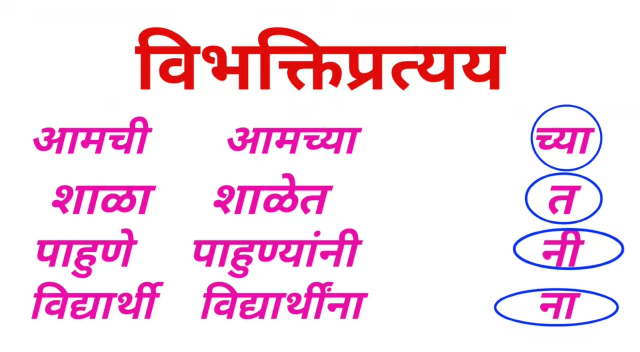 विभक्तिप्रत्यय
आमची आमच्या च्या
शाळा शाळेत त
पाहुणे पाहुण्यांनी नी
विद्यार्थी विद्यार्थींना ना